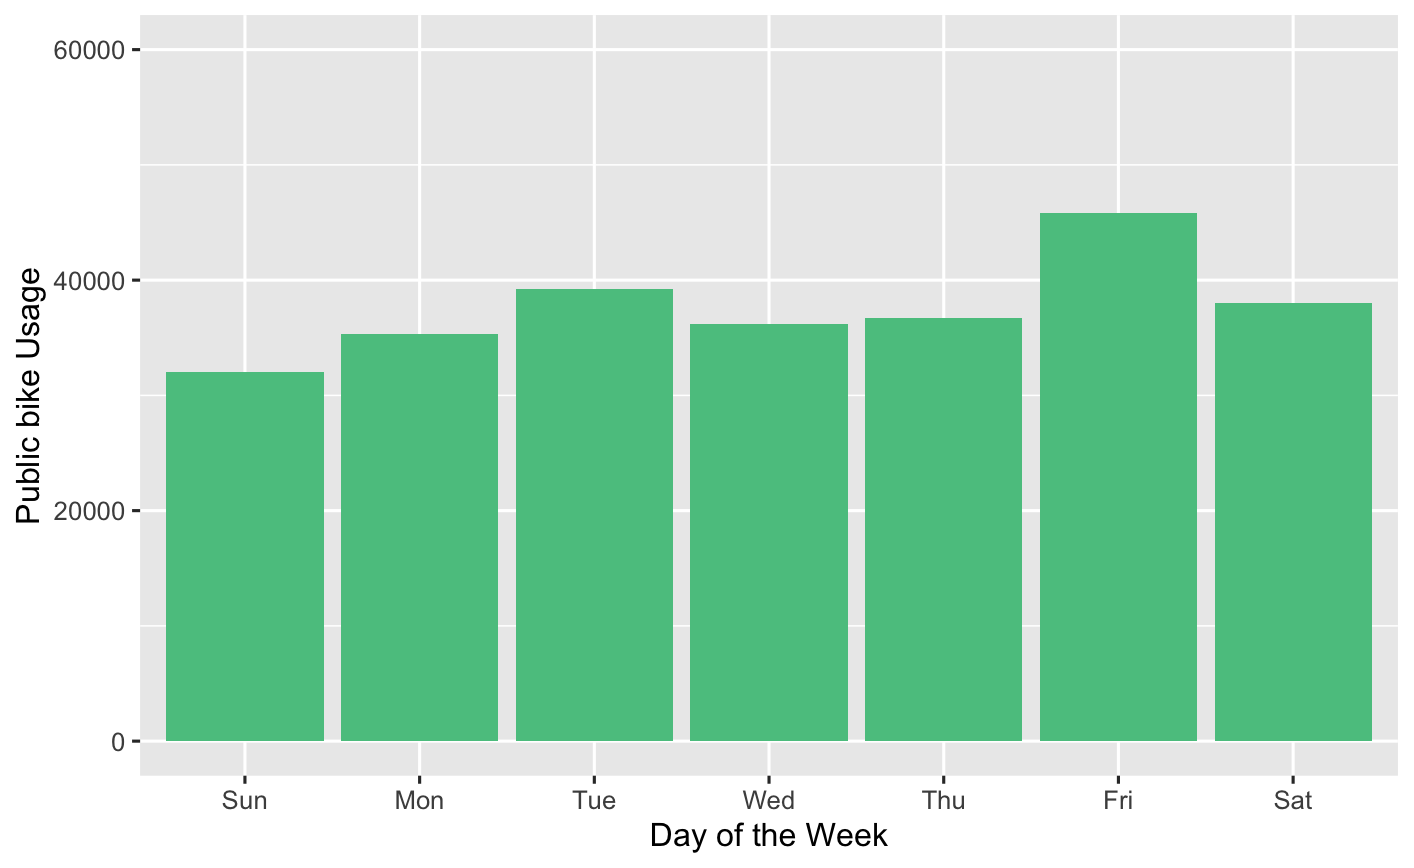 60000
40000
20000
0
Public bike Usage
Sun Mon Tue Wed Thu Fri Sat
Day of the Week